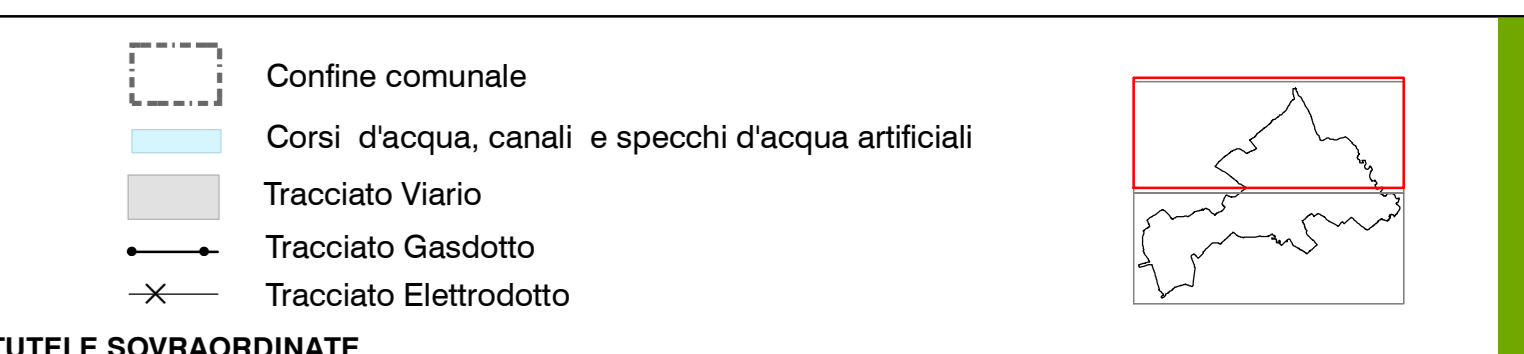 Confine comunale
Corsi d'acqua, canali e specchi d'acqua artificiali
Tracciato Viario
Tracciato Gasdotto
Tracciato Elettrodotto
TUTELE SOVRAORDINATE